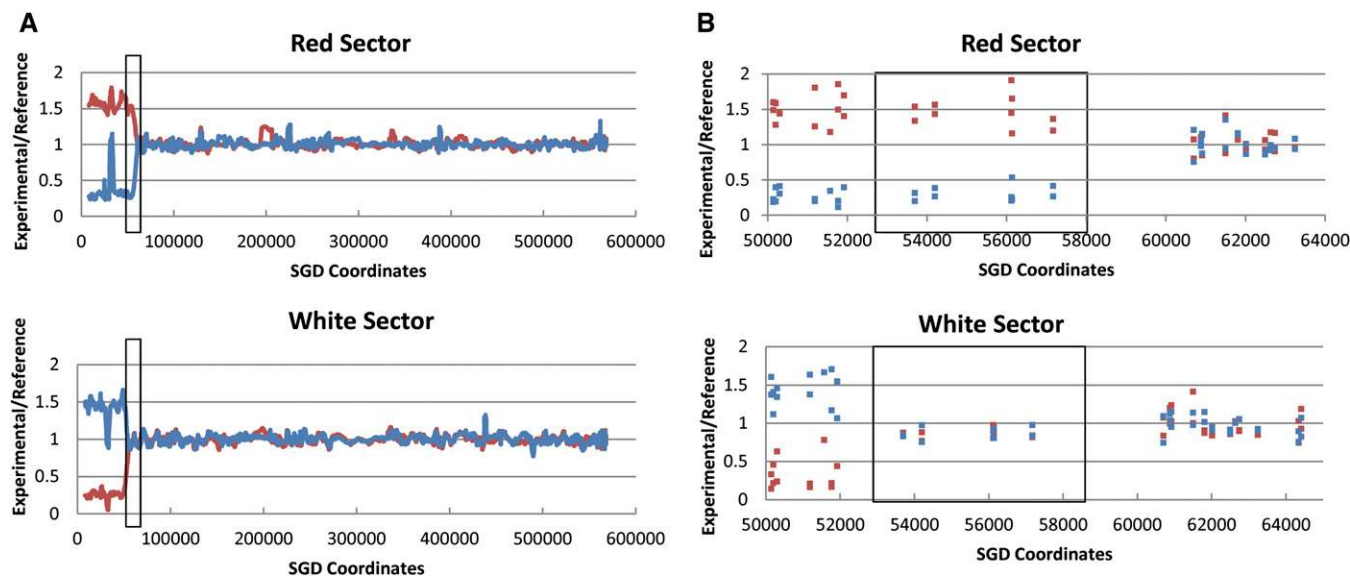 A
Red Sector
Experimental/Reference
2
1.5
1
0.5
0
0 100000 200000 300000 400000 500000 600000
SGD Coordinates
White Sector
Experimental/Reference
2
1.5
1
0.5
0
0 100000 200000 300000 400000 500000 600000
SGD Coordinates
B
Red Sector
Experimental/Reference
2
1.5
1
0.5
0
50000 52000 54000 56000 58000 60000 62000 64000
SGD Coordinates
White Sector
Experimental/Reference
2
1.5
1
0.5
0
50000 52000 54000 56000 58000 60000 62000 64000
SGD Coordinates